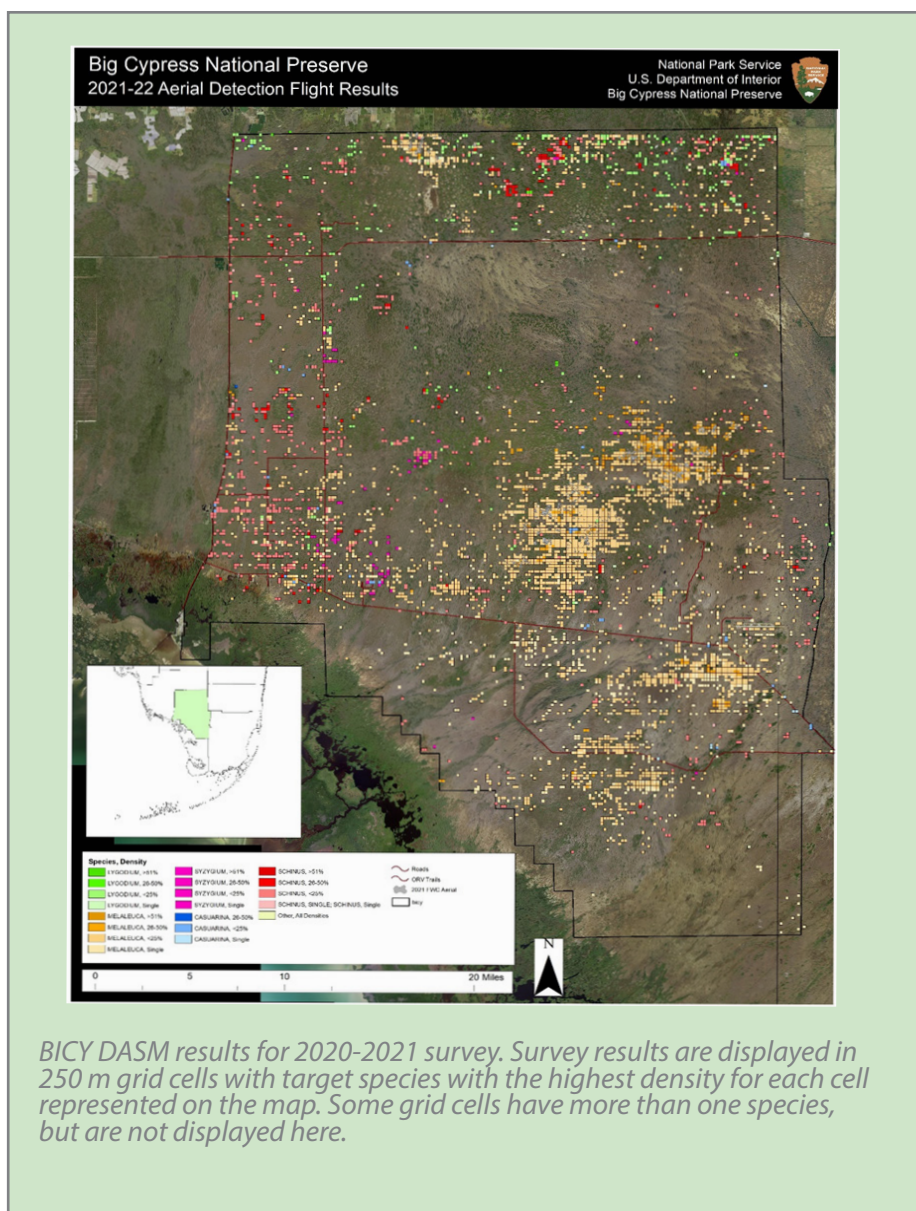 Big Cypress National Preserve
2021-22 Aerial Detection Flight Results
National Park Service
U.S. Department of Interior
Big Cypress National Preserve
Species, Density
LYGODIUM, >51%
LYGODIUM, 26-50%
LYGODIUM, <25%
LYGODIUM, Single
MELALEUCA, >51%
MELALEUCA, 26-50%
MELALEUCA, <25%
MELALEUCA, Single
SYZYGIUM, >51%
SYZYGIUM, 26-50%
SYZYGIUM, <25%
SYZYGIUM, Single
CASUARINA, 26-50%
CASUARINA, <25%
CASUARINA, Single
SCHINUS, >51%
SCHINUS, 26-50%
SCHINUS, <25%
SCHINUS, SINGLE; SCHINUS, Single
Other, All Densities
Roads
ORV Trails
2021 FWC Aerial
0 5 10 20 Miles
N
BICY DASM results for 2020-2021 survey. Survey results are displayed in
250 m grid cells with target species with the highest density for each cell
represented on the map. Some grid cells have more than one species,
but are not displayed here.